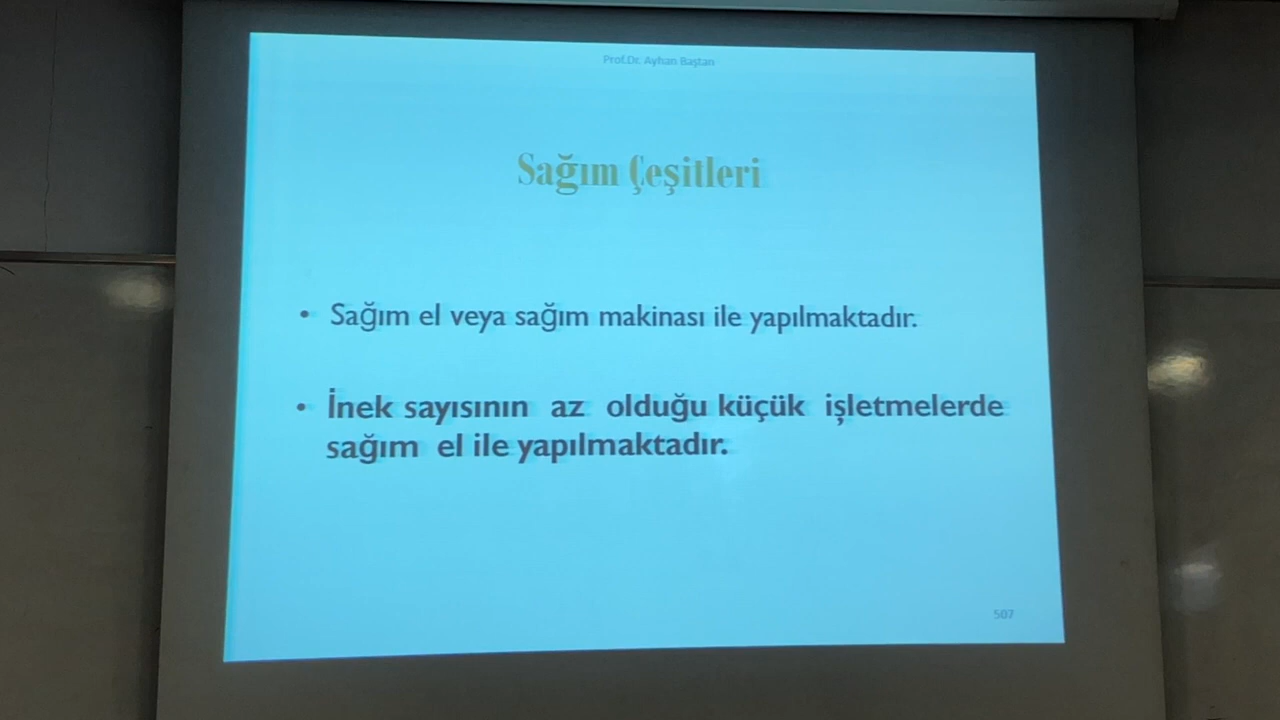 Prof.Dr. Ayhan Baştan
Sağım Çeşitleri
• Sağım el veya sağım makinası ile yapılmaktadır.
• İnek sayısının az olduğu küçük işletmelerde
sağım el ile yapılmaktadır.
507